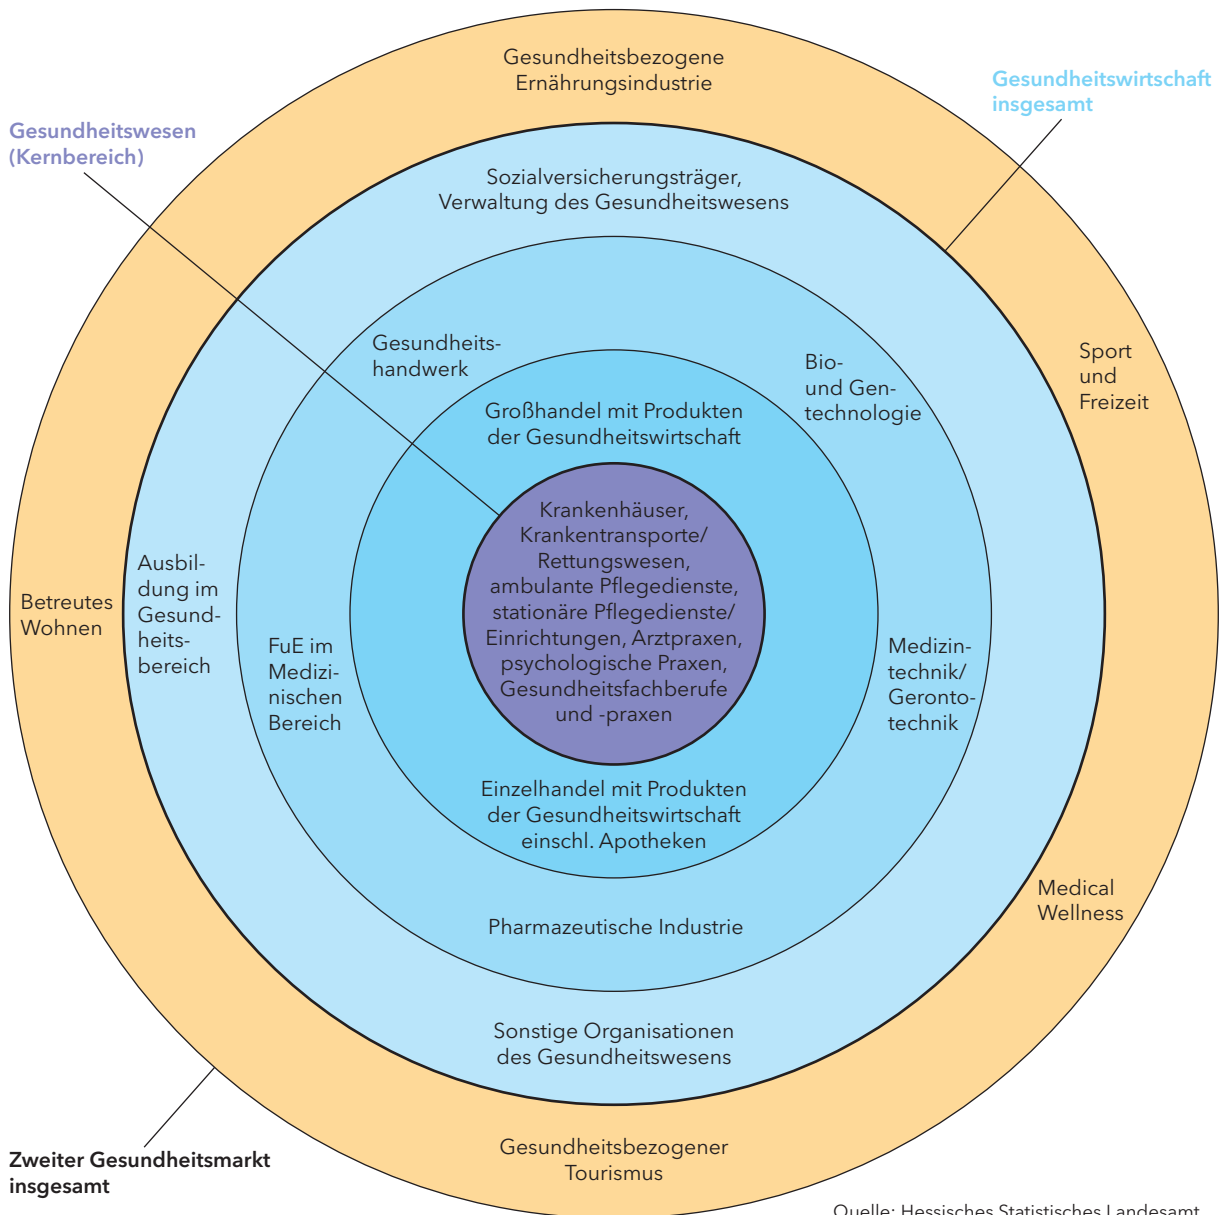 Gesundheitsbezogene
Ernährungsindustrie
Gesundheitswirtschaft
insgesamt
Gesundheitswesen
(Kernbereich)
Sozialversicherungsträger,
Verwaltung des Gesundheitswesens
Gesundheits-
handwerk
Bio-
und Gen-
technologie
Sport
und
Freizeit
Großhandel mit Produkten
der Gesundheitswirtschaft
Krankenhäuser,
Krankentransporte/
Rettungswesen,
ambulante Pflegedienste,
stationäre Pflegedienste/
Einrichtungen, Arztpraxen,
psychologische Praxen,
Gesundheitsfachberufe
und -praxen
Betreutes
Wohnen
Ausbil-
dung im
Gesund-
heits-
bereich
FuE im
Medizi-
nischen
Bereich
Medizin-
technik/
Geronto-
technik
Einzelhandel mit Produkten
der Gesundheitswirtschaft
einschl. Apotheken
Medical
Wellness
Pharmazeutische Industrie
Sonstige Organisationen
des Gesundheitswesens
Gesundheitsbezogener
Tourismus
Zweiter Gesundheitsmarkt
insgesamt
Quelle: Hessisches Statistisches Landesamt